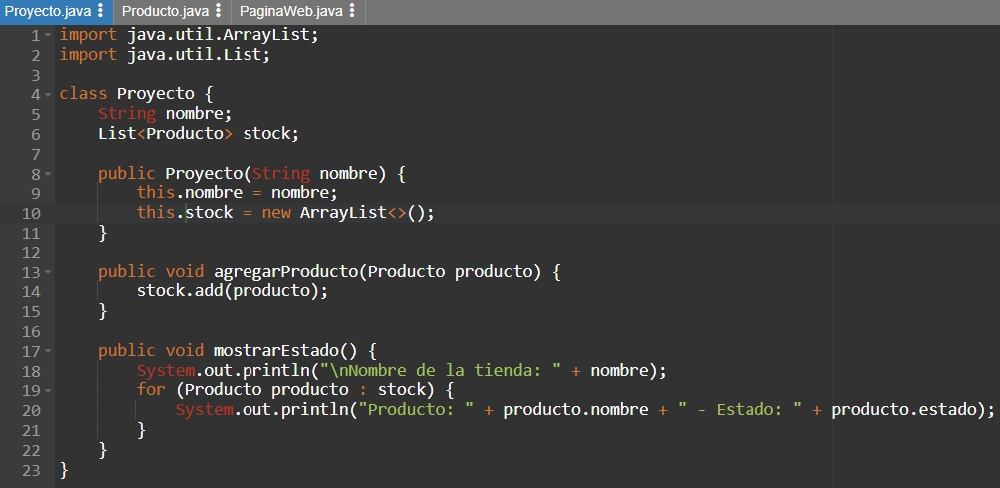 Proyecto.java Producto.java PaginaWeb.java
1 import java.util.ArrayList;
2 import java.util.List;
3
4 class Proyecto {
5     String nombre;
6     List<Producto> stock;
7
8     public Proyecto(String nombre) {
9         this.nombre = nombre;
10         this.stock = new ArrayList<>();
11     }
12
13     public void agregarProducto(Producto producto) {
14         stock.add(producto);
15     }
16
17     public void mostrarEstado() {
18         System.out.println("\nNombre de la tienda: " + nombre);
19         for (Producto producto : stock) {
20             System.out.println("Producto: " + producto.nombre + " - Estado: " + producto.estado);
21         }
22     }
23 }